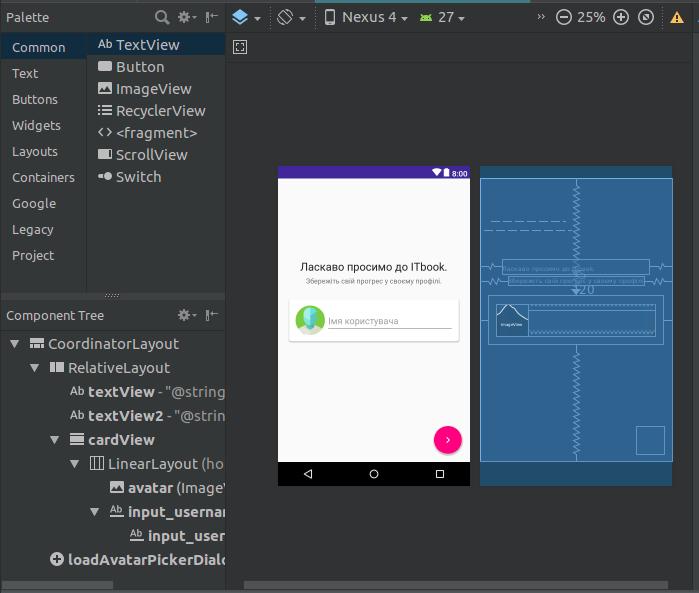 Palette
Nexus 4
27
25%
Common
Text
Buttons
Widgets
Layouts
Containers
Google
Legacy
Project
Ab TextView
Button
ImageView
RecyclerView
<fragment>
ScrollView
Switch
8:00
Ласкаво просимо до ITbook.
Збережіть свій прогрес у своєму профілі.
Імя користувача
Ласкаво просимо до ITbook.
Збережіть свій прогрес у своєму профілі.
20
ImageView
Component Tree
CoordinatorLayout
RelativeLayout
Ab textView - "@string
Ab textView2 - "@string
cardView
LinearLayout (ho
avatar (ImageV
Ab input_usernar
Ab input_user
loadAvatarPickerDialo